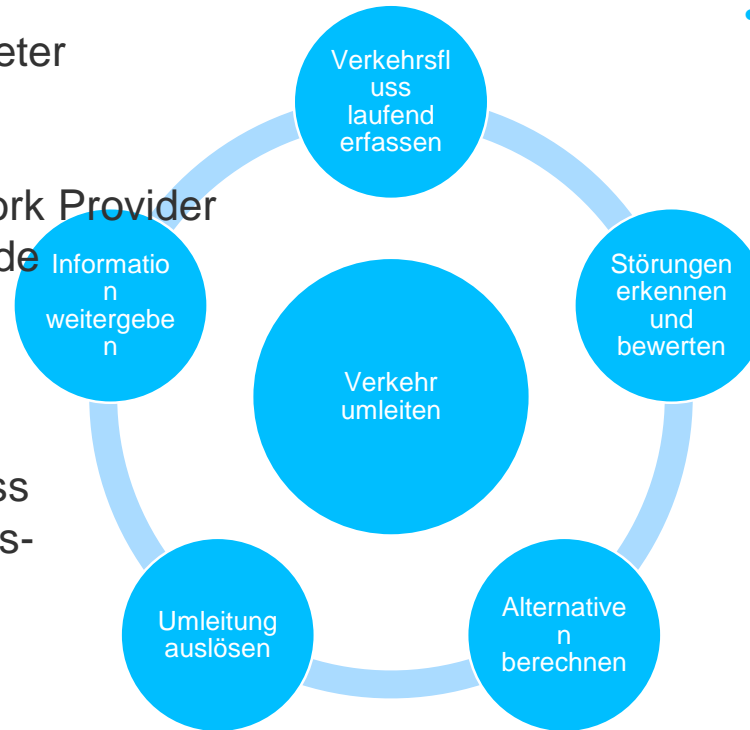 eter
ork Provider
de
ss
s-
Verkehrsfl
uss
laufend
erfassen
Störungen
erkennen
und
bewerten
Alternative
n
berechnen
Umleitung
auslösen
Informatio
n
weitergebe
n
Verkehr
umleiten